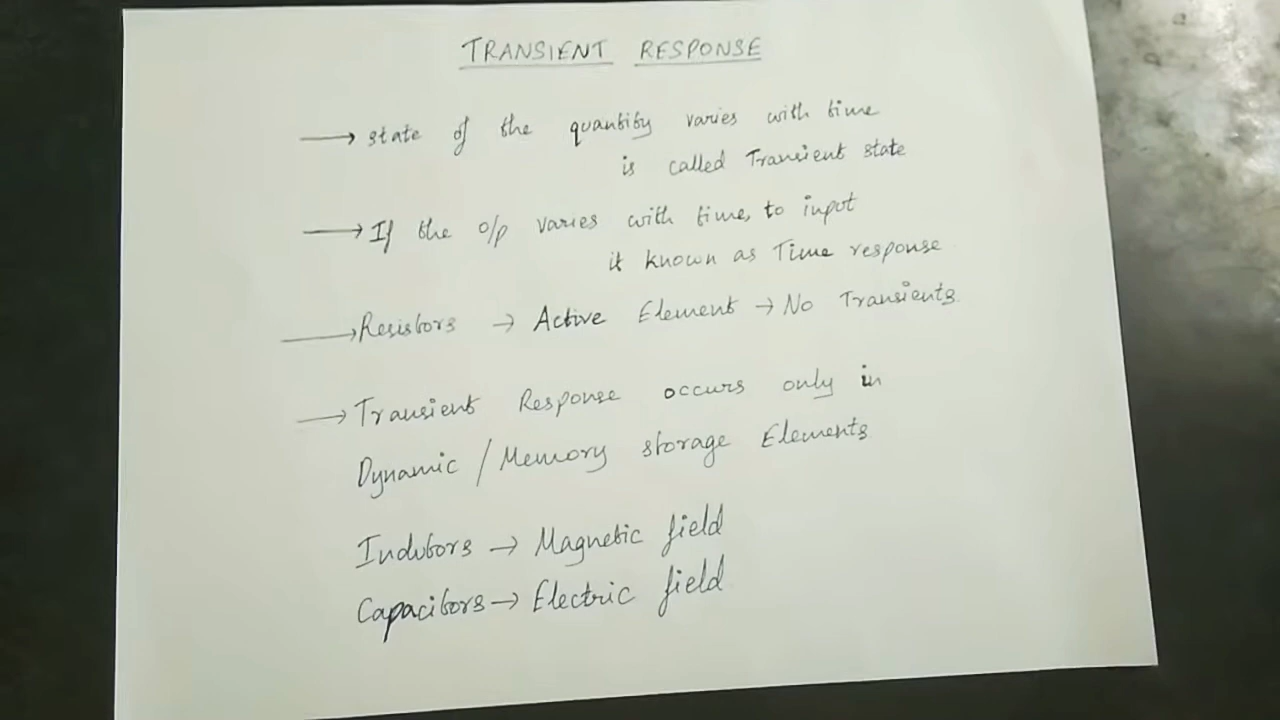 TRANSIENT RESPONSE
→ state of the quantity varies with time
is called Transient state
→ If the o/p varies with time, to input
it known as Time response
→ Resistors → Active Element → No Transients
→ Transient Response occurs only in
Dynamic / Memory storage Elements
Indutors → Magnetic field
Capacitors → Electric field